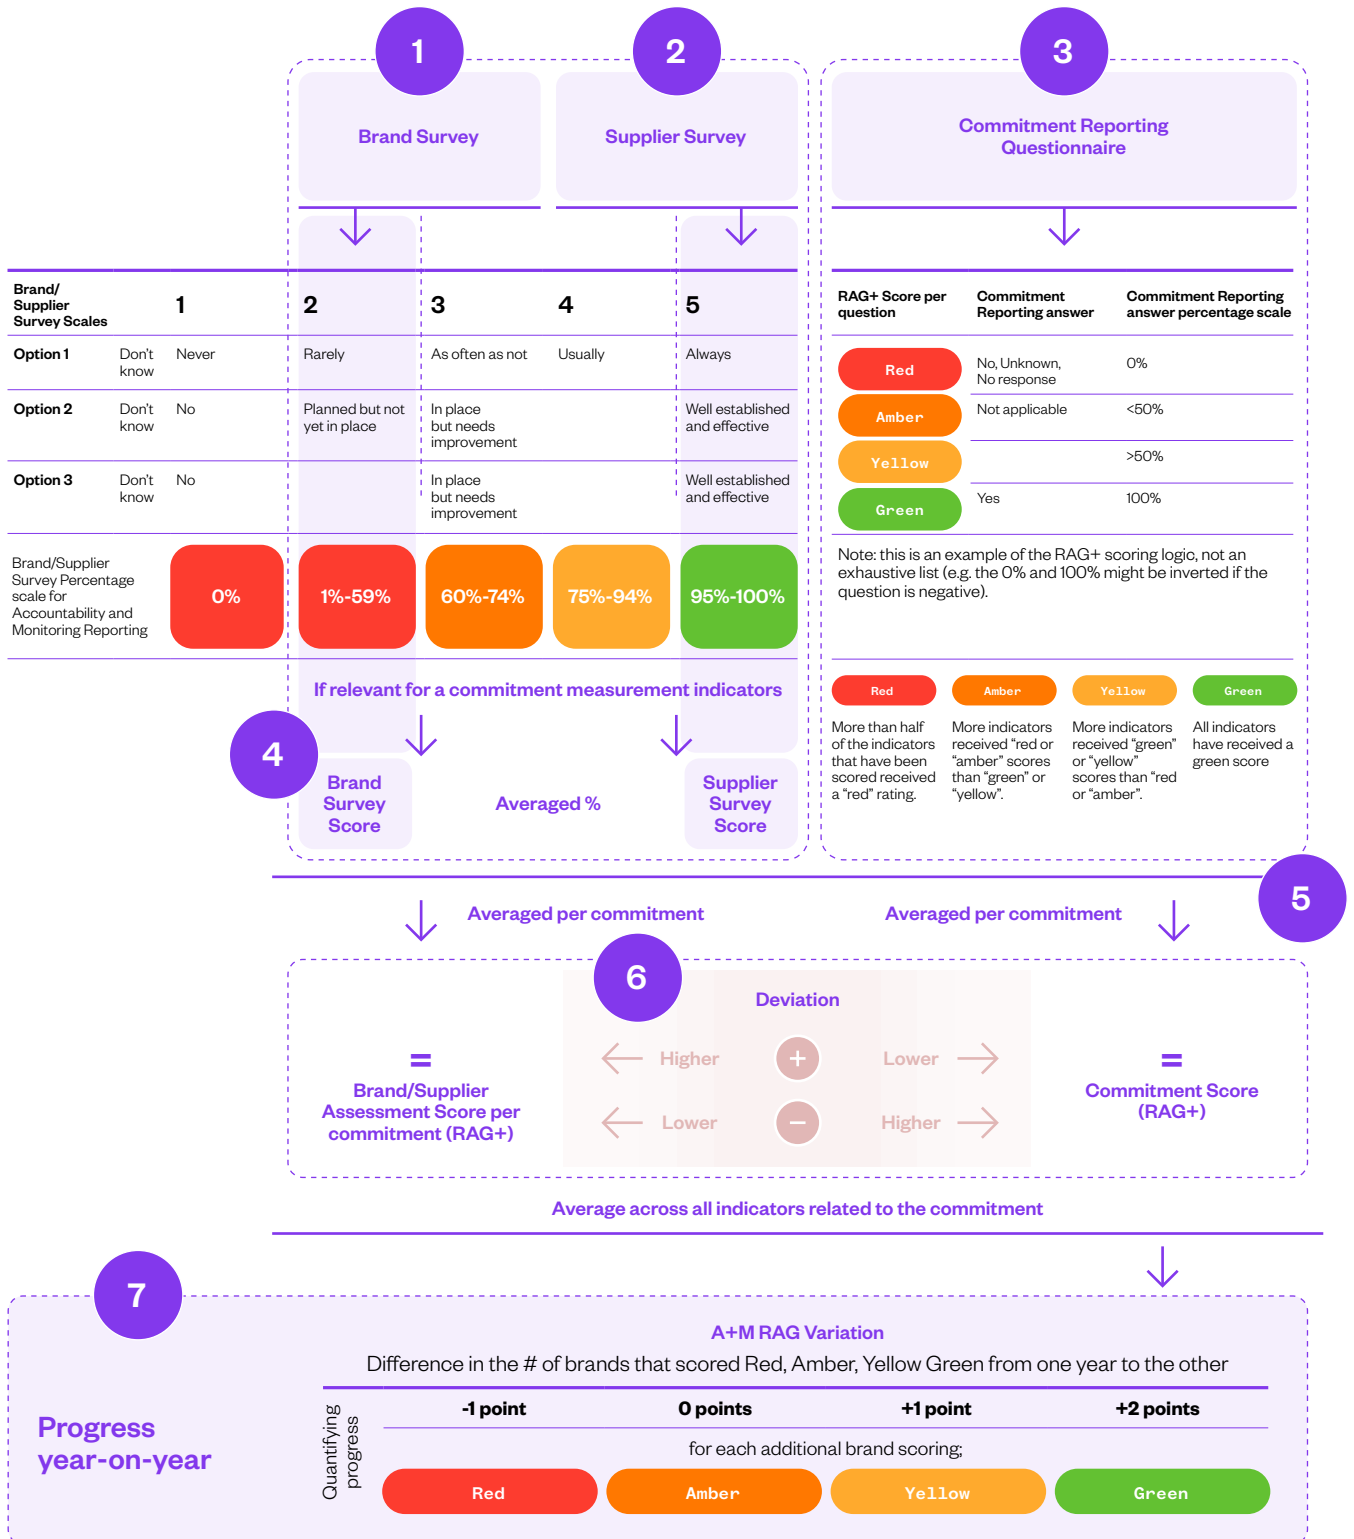 1
2
3
Brand Survey
Supplier Survey
Commitment Reporting
Questionnaire
Brand/
Supplier
Survey Scales
1
2
3
4
5
Option 1
Don't
know
Never
Rarely
As often as not
Usually
Always
Option 2
Don't
know
No
Planned but not
yet in place
In place
but needs
improvement
Well established
and effective
Option 3
Don't
know
No
In place
but needs
improvement
Well established
and effective
Brand/Supplier
Survey Percentage
scale for
Accountability and
Monitoring Reporting
0%
1%-59%
60%-74%
75%-94%
95%-100%
RAG+ Score per
question
Commitment
Reporting answer
Commitment Reporting
answer percentage scale
Red
No, Unknown,
No response
0%
Amber
Not applicable
<50%
Yellow
>50%
Green
Yes
100%
Note: this is an example of the RAG+ scoring logic, not an
exhaustive list (e.g. the 0% and 100% might be inverted if the
question is negative).
If relevant for a commitment measurement indicators
4
Brand
Survey
Score
Averaged %
Supplier
Survey
Score
Red
More than half
of the indicators
that have been
scored received
a “red” rating.
Amber
More indicators
received “red or
“amber” scores
than “green” or
“yellow”.
Yellow
More indicators
received “green”
or “yellow”
scores than “red
or “amber”.
Green
All indicators
have received a
green score
5
Averaged per commitment
Averaged per commitment
6
Deviation
=
Brand/Supplier
Assessment Score per
commitment (RAG+)
Higher
+
Lower
Lower
−
Higher
=
Commitment Score
(RAG+)
Average across all indicators related to the commitment
7
Progress
year-on-year
A+M RAG Variation
Difference in the # of brands that scored Red, Amber, Yellow Green from one year to the other
Quantifying
progress
-1 point
0 points
+1 point
+2 points
for each additional brand scoring;
Red
Amber
Yellow
Green